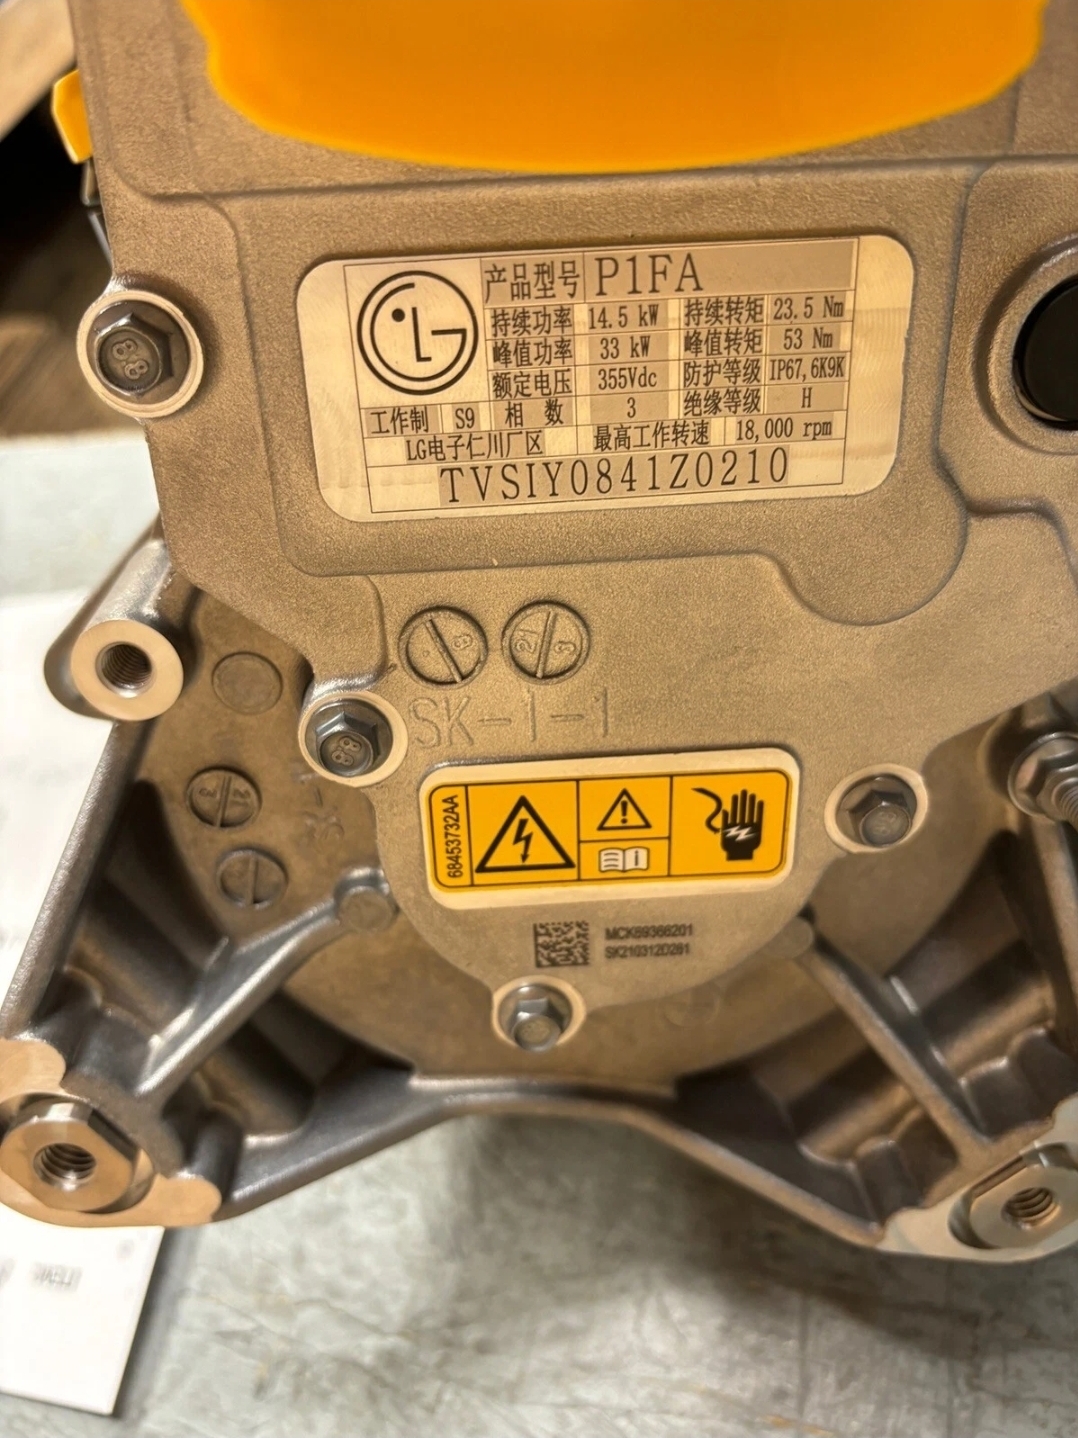 LG
产品型号 P1FA
持续功率 14.5 kW 持续转矩 23.5 Nm
峰值功率 33 kW 峰值转矩 53 Nm
额定电压 355Vdc 防护等级 IP67,6K9K
工作制 S9 相 数 3 绝缘等级 H
LG电子仁川厂区 最高工作转速 18,000 rpm
TVSIY0841Z0210
SK-1-1
68453732AA
MCK69366201
SK210312D261